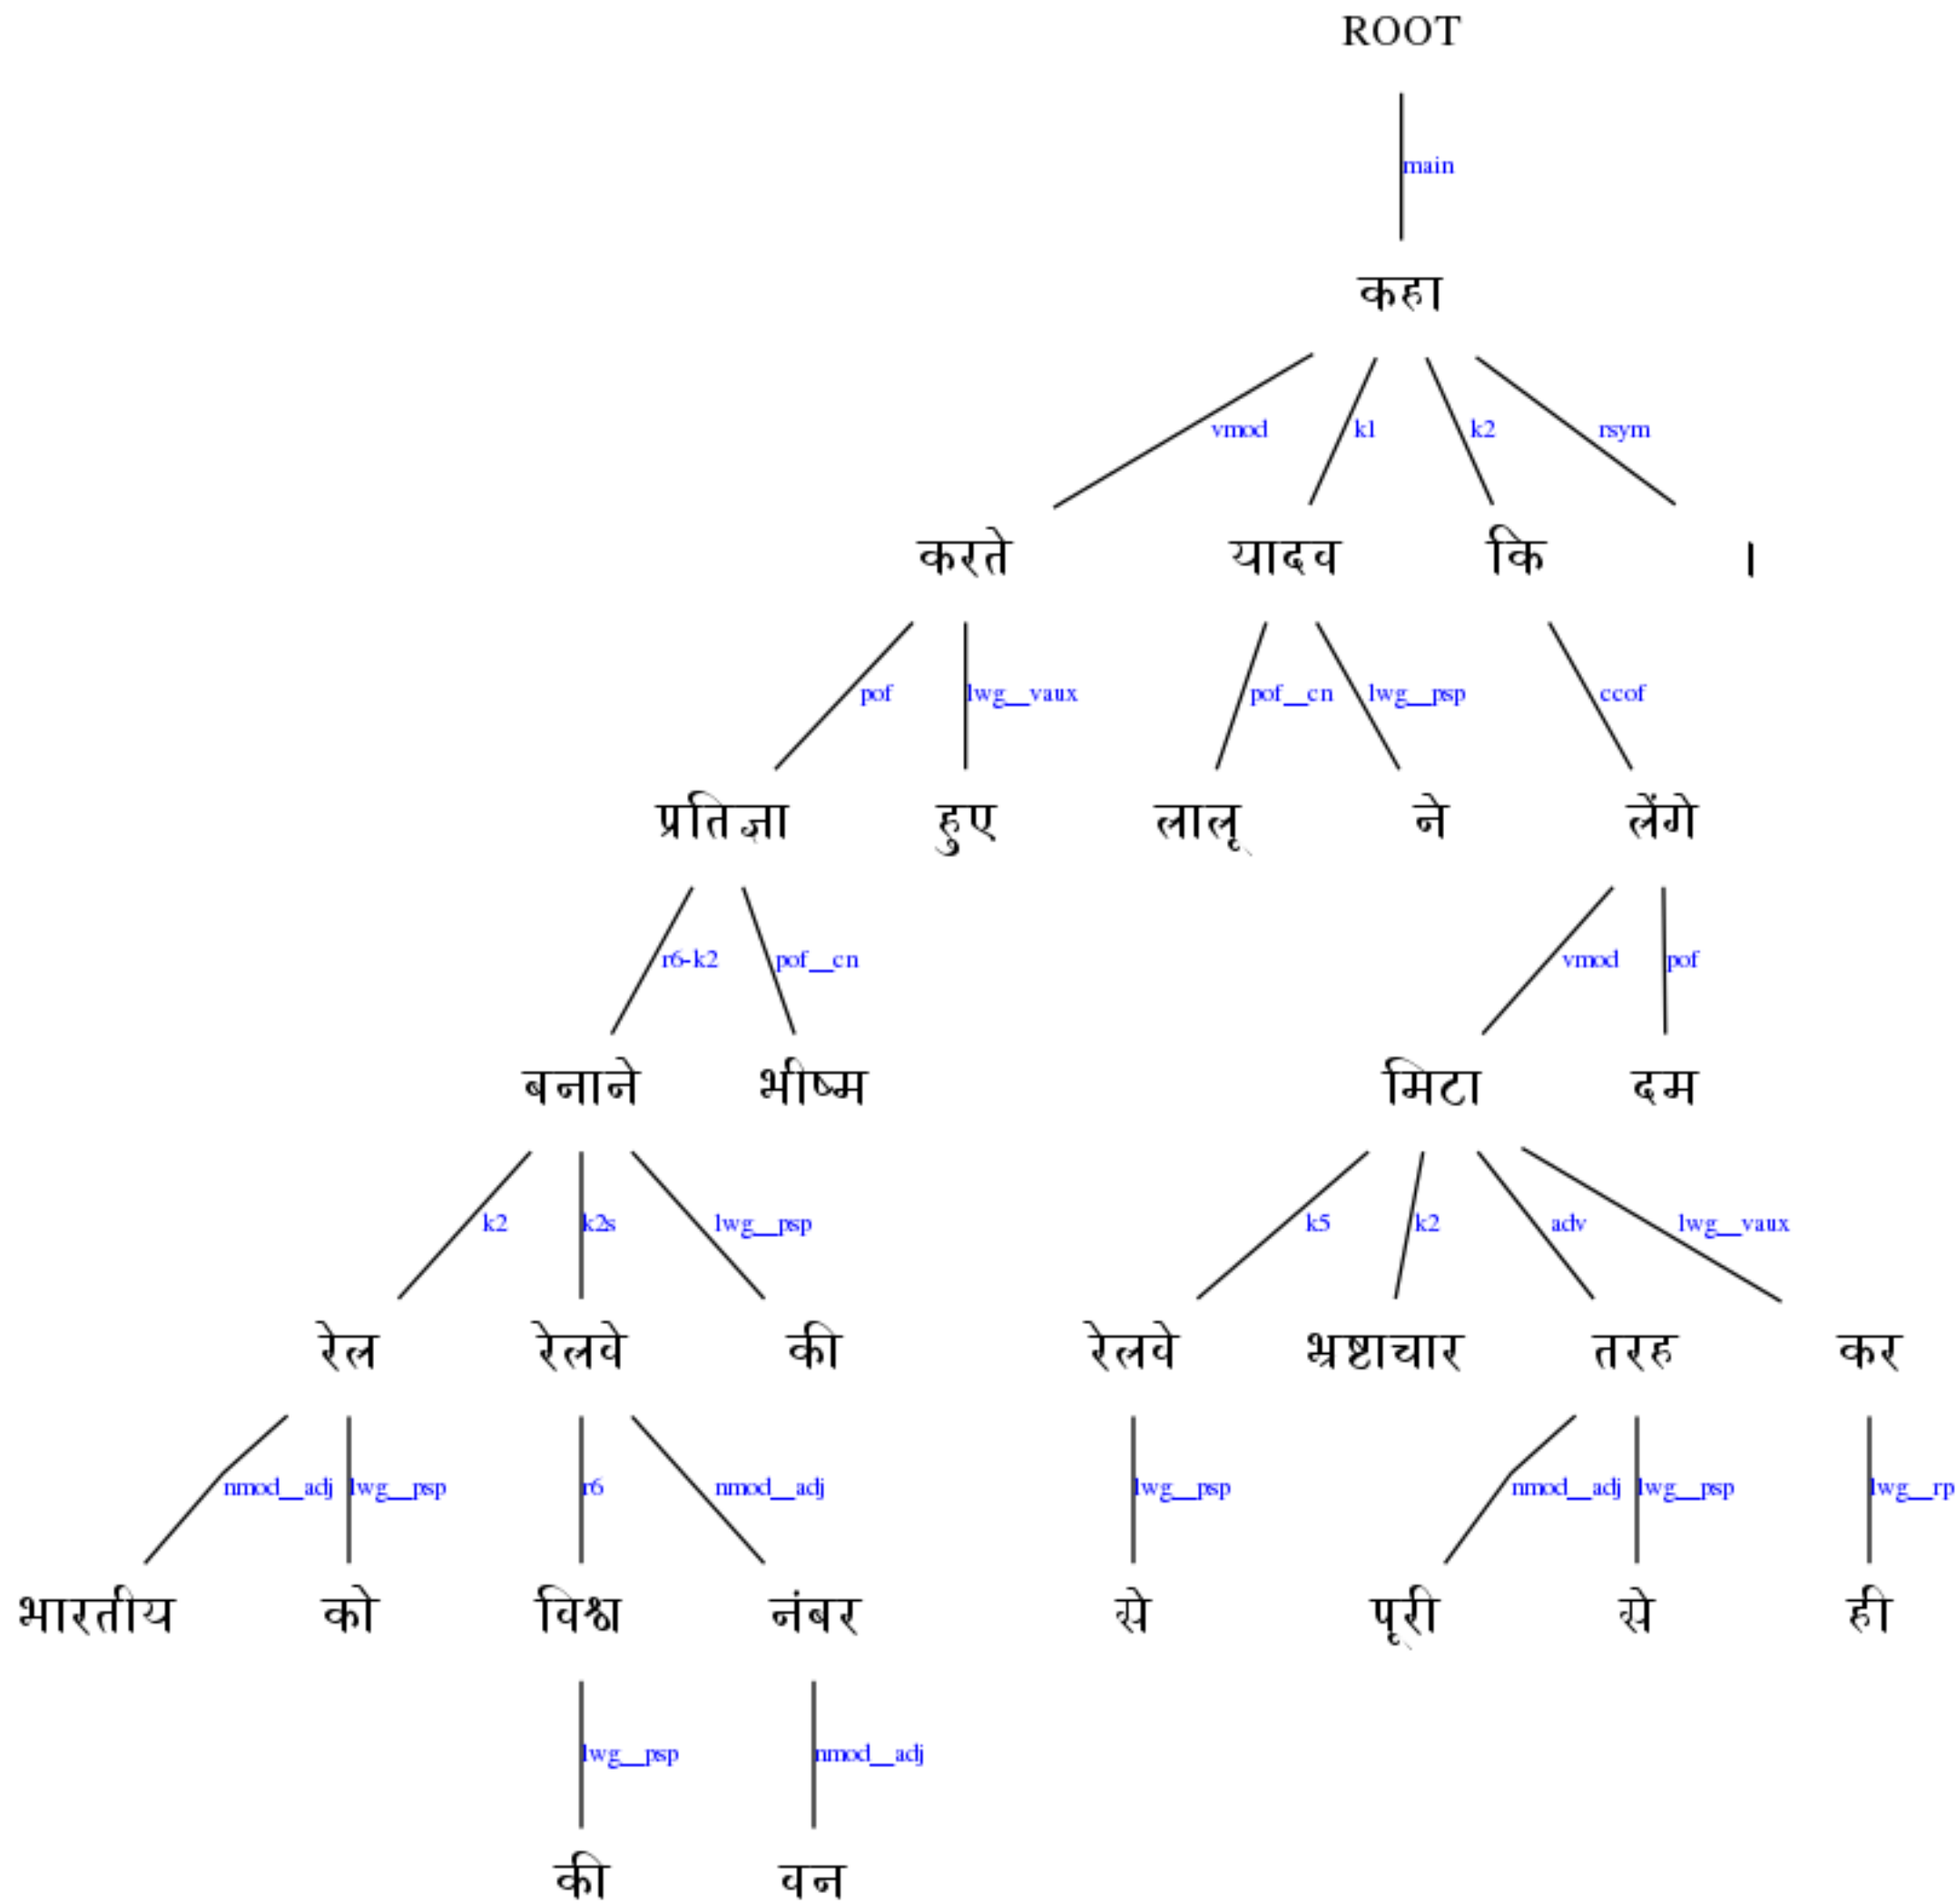 ROOT
main
कहा
vmod k1 k2 rsym
करते यादव कि ।
pof lwg__vaux pof__cn lwg__psp ccof
प्रतिज्ञा हुए लालू ने लेंगे
r6-k2 pof__cn vmod pof
बनाने भीष्म मिटा दम
k2 k2s lwg__psp k5 k2 adv lwg__vaux
रेल रेलवे की रेलवे भ्रष्टाचार तरह कर
nmod__adj lwg__psp r6 nmod__adj lwg__psp nmod__adj lwg__psp lwg__rp
भारतीय को विश्व नंबर से पूरी से ही
lwg__psp nmod__adj
की वन